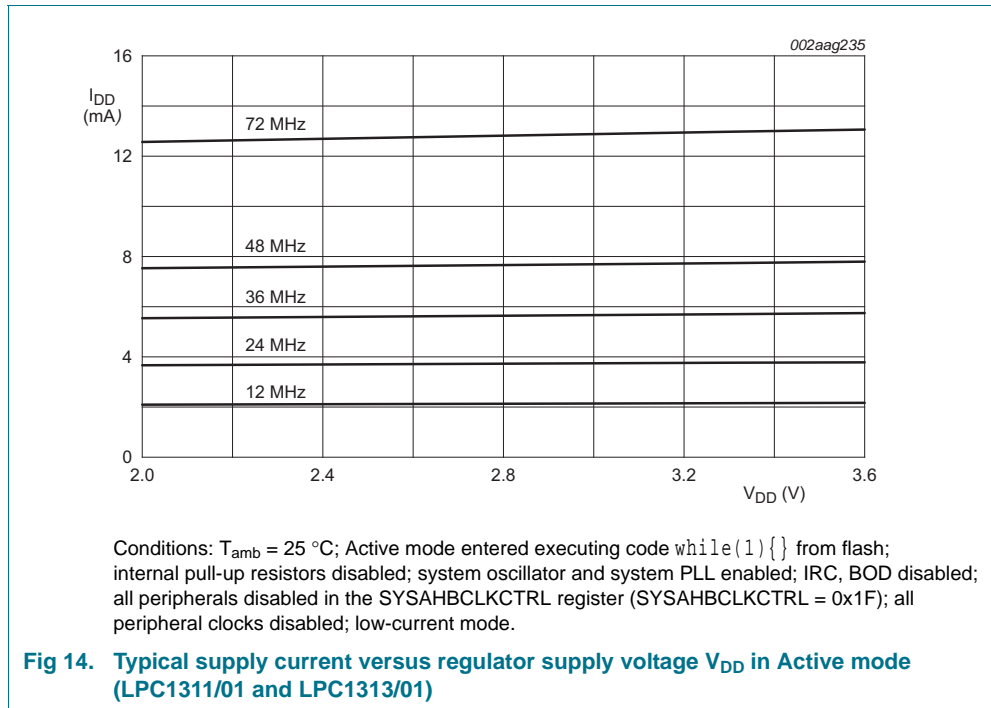 002aag235
16
I_DD
(mA)
72 MHz
12
48 MHz
8
36 MHz
24 MHz
4
12 MHz
0
2.0 2.4 2.8 3.2 3.6
V_DD (V)
Conditions: T_amb = 25 °C; Active mode entered executing code while(1){} from flash;
internal pull-up resistors disabled; system oscillator and system PLL enabled; IRC, BOD disabled;
all peripherals disabled in the SYSAHBCLKCTRL register (SYSAHBCLKCTRL = 0x1F); all
peripheral clocks disabled; low-current mode.
Fig 14. Typical supply current versus regulator supply voltage V_DD in Active mode
(LPC1311/01 and LPC1313/01)